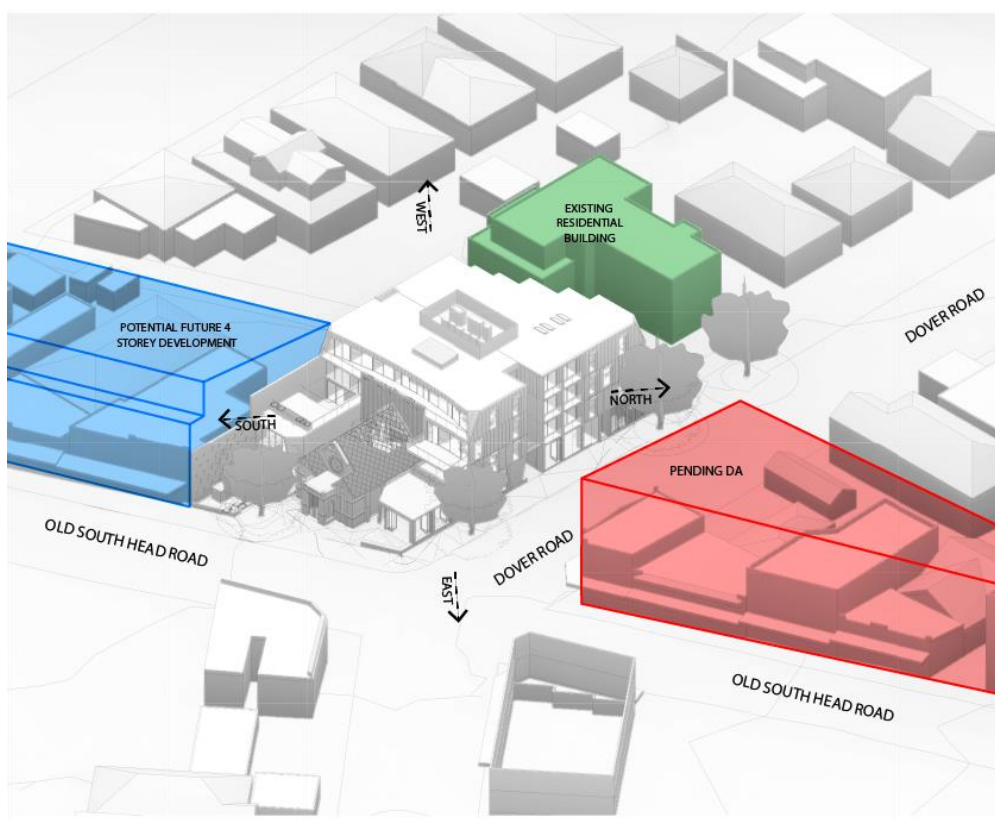 EXISTING
RESIDENTIAL
BUILDING
WEST
DOVER ROAD
POTENTIAL FUTURE 4
STOREY DEVELOPMENT
NORTH
SOUTH
PENDING DA
OLD SOUTH HEAD ROAD
DOVER ROAD
EAST
OLD SOUTH HEAD ROAD